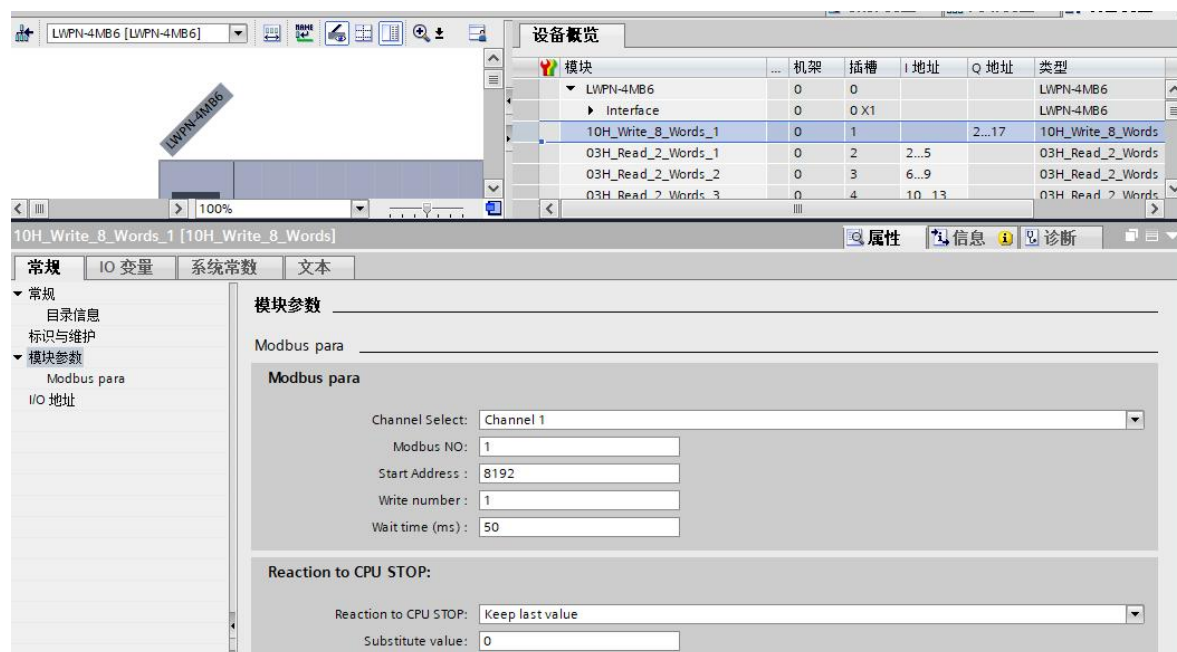 LWPN-4MB6 [LWPN-4MB6]
设备概览
模块 ... 机架 插槽 I 地址 Q 地址 类型
LWPN-4MB6 0 0 LWPN-4MB6
Interface 0 0 X1 LWPN-4MB6
10H_Write_8_Words_1 0 1 2...17 10H_Write_8_Words
03H_Read_2_Words_1 0 2 2...5 03H_Read_2_Words
03H_Read_2_Words_2 0 3 6...9 03H_Read_2_Words
03H_Read_2_Words_3 0 4 10...13 03H_Read_2_Words
LWPN-4MB6
100%
10H_Write_8_Words_1 [10H_Write_8_Words]
属性 信息 诊断
常规 IO 变量 系统常数 文本
常规
目录信息
标识与维护
模块参数
Modbus para
I/O 地址
模块参数
Modbus para
Modbus para
Channel Select: Channel 1
Modbus NO: 1
Start Address : 8192
Write number : 1
Wait time (ms) : 50
Reaction to CPU STOP:
Reaction to CPU STOP: Keep last value
Substitute value: 0